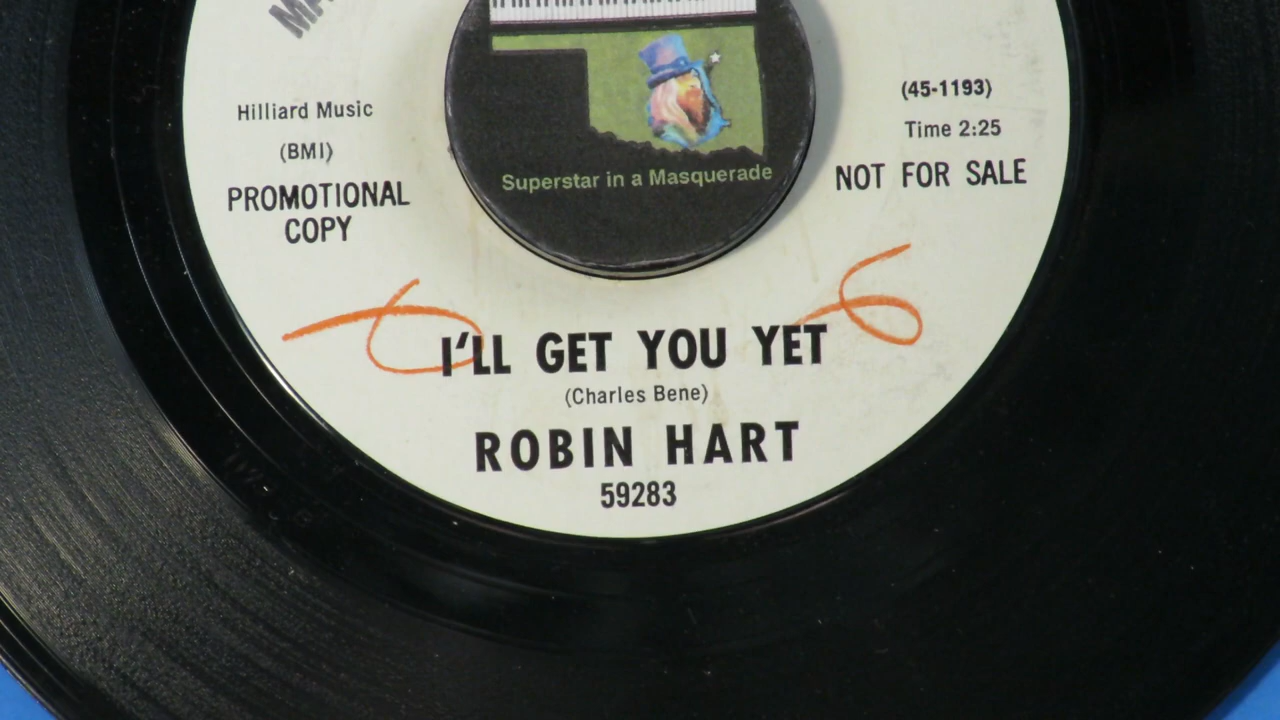 Hilliard Music
(BMI)
PROMOTIONAL
COPY
Superstar in a Masquerade
(45-1193)
Time 2:25
NOT FOR SALE
I'LL GET YOU YET
(Charles Bene)
ROBIN HART
59283